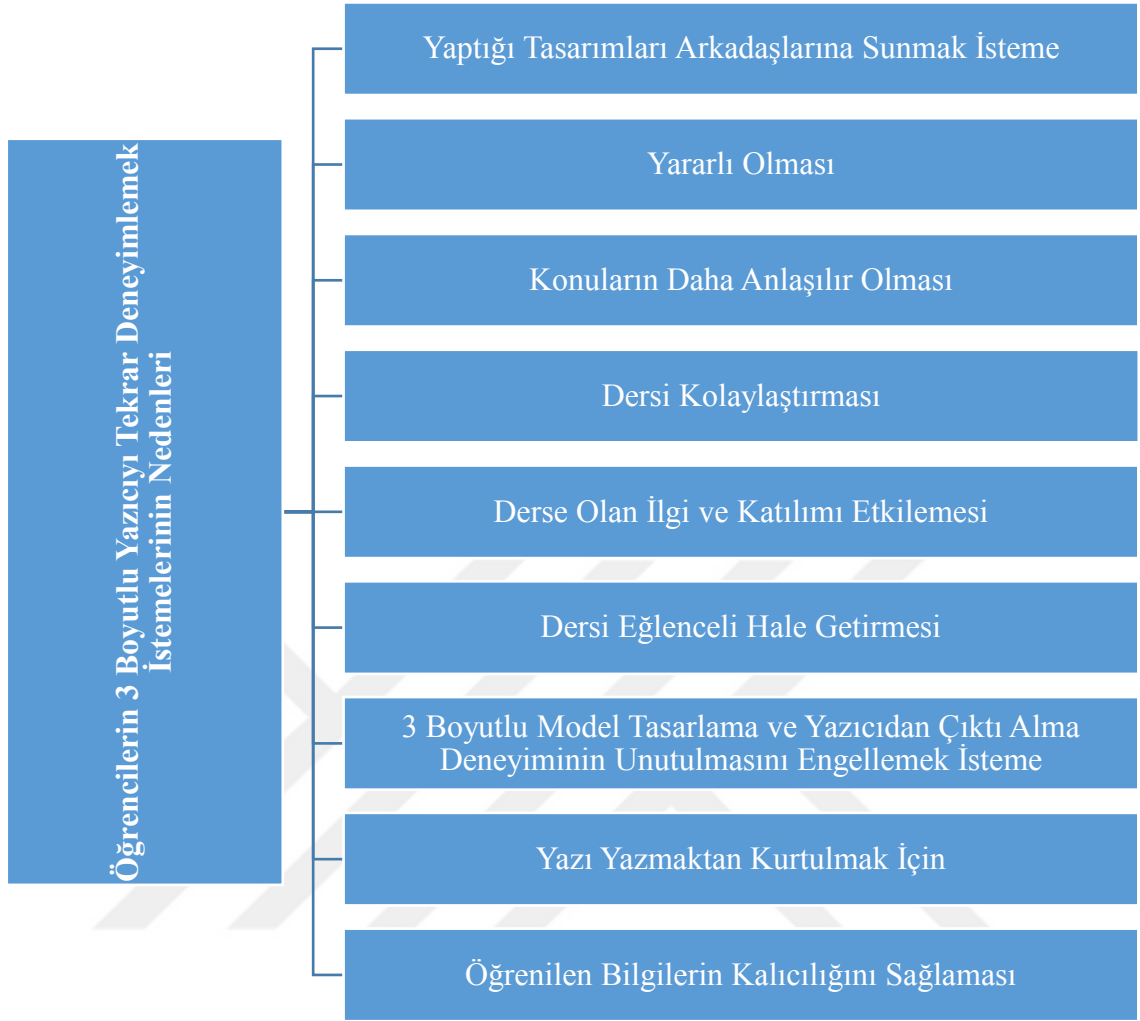 Öğrencilerin 3 Boyutlu Yazıcıyı Tekrar Deneyimlemek
İstemelerinin Nedenleri
Yaptığı Tasarımları Arkadaşlarına Sunmak İsteme
Yararlı Olması
Konuların Daha Anlaşılır Olması
Dersi Kolaylaştırması
Derse Olan İlgi ve Katılımı Etkilemesi
Dersi Eğlenceli Hale Getirmesi
3 Boyutlu Model Tasarlama ve Yazıcıdan Çıktı Alma
Deneyiminin Unutulmasını Engellemek İsteme
Yazı Yazmaktan Kurtulmak İçin
Öğrenilen Bilgilerin Kalıcılığını Sağlaması